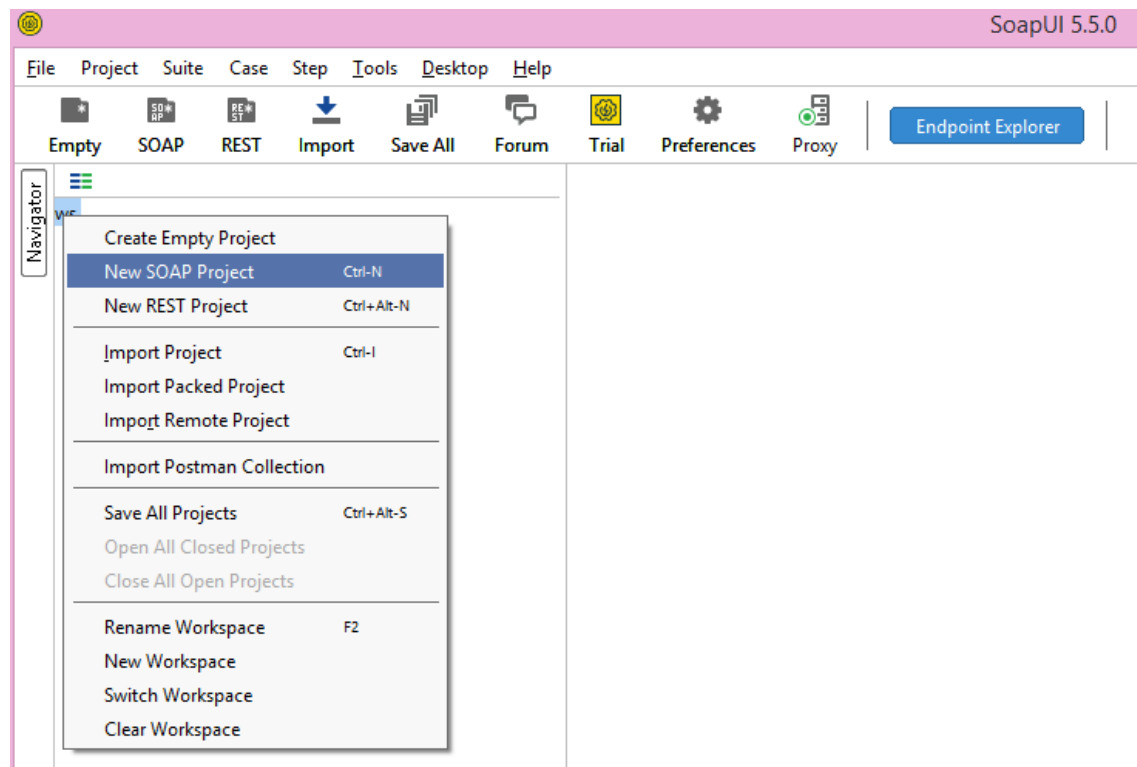 SoapUI 5.5.0
File Project Suite Case Step Tools Desktop Help
Empty SOAP REST Import Save All Forum Trial Preferences Proxy Endpoint Explorer
Navigator
ws
Create Empty Project
New SOAP Project Ctrl-N
New REST Project Ctrl+Alt-N
Import Project Ctrl-I
Import Packed Project
Import Remote Project
Import Postman Collection
Save All Projects Ctrl+Alt-S
Open All Closed Projects
Close All Open Projects
Rename Workspace F2
New Workspace
Switch Workspace
Clear Workspace